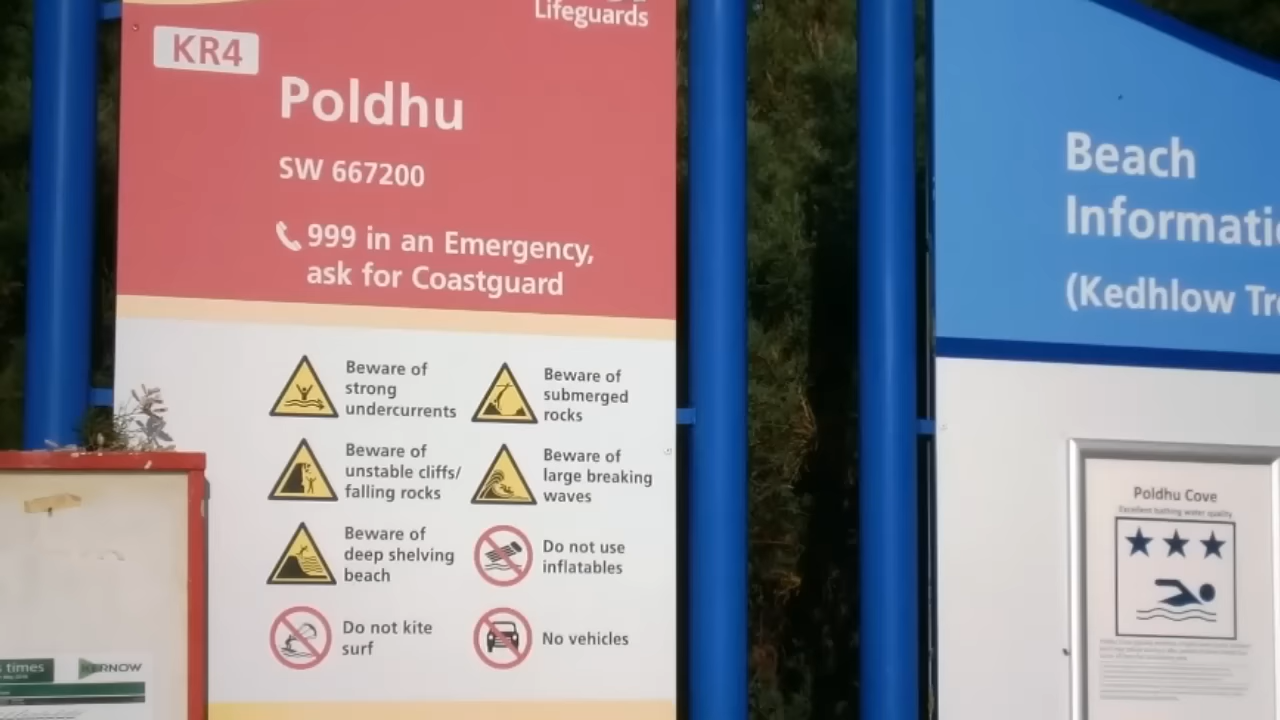 Lifeguards
KR4
Poldhu
SW 667200
999 in an Emergency,
ask for Coastguard
Beware of
strong
undercurrents
Beware of
submerged
rocks
Beware of
unstable cliffs/
falling rocks
Beware of
large breaking
waves
Beware of
deep shelving
beach
Do not use
inflatables
Do not kite
surf
No vehicles
times
KERNOW
Beach
Informati
(Kedhlow Tr
Poldhu Cove
Excellent bathing water quality